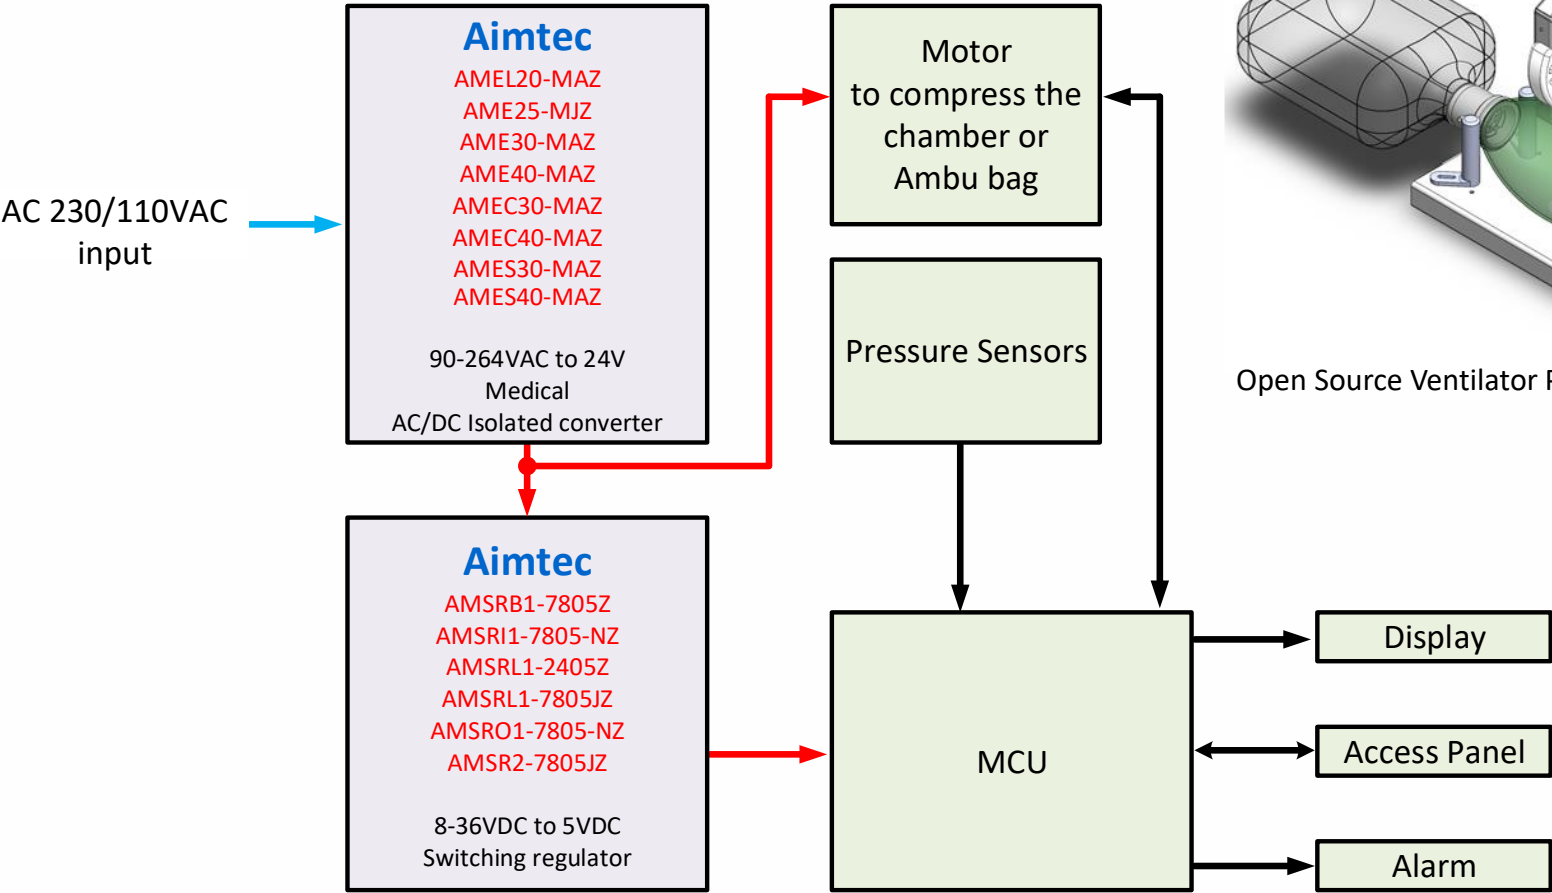 AC 230/110VAC
input
Aimtec
AMEL20-MAZ
AME25-MJZ
AME30-MAZ
AME40-MAZ
AMEC30-MAZ
AMEC40-MAZ
AMES30-MAZ
AMES40-MAZ
90-264VAC to 24V
Medical
AC/DC Isolated converter
Motor
to compress the
chamber or
Ambu bag
Pressure Sensors
Open Source Ventilator
Aimtec
AMSRB1-7805Z
AMSRI1-7805-NZ
AMSRL1-2405Z
AMSRL1-7805JZ
AMSRO1-7805-NZ
AMSR2-7805JZ
8-36VDC to 5VDC
Switching regulator
MCU
Display
Access Panel
Alarm